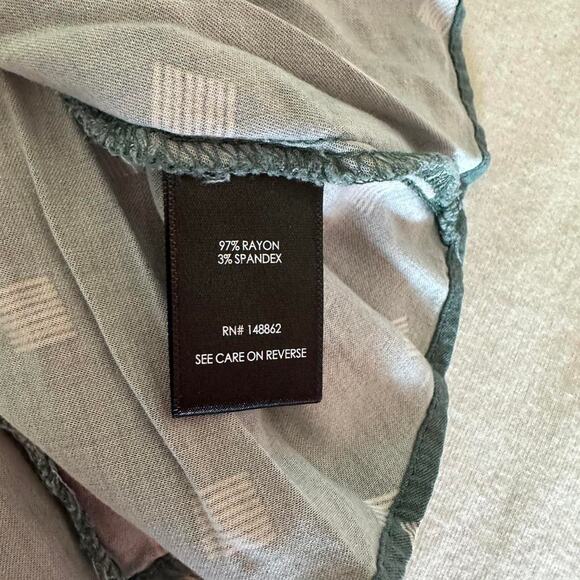 97% RAYON
3% SPANDEX
RN# 148862
SEE CARE ON REVERSE